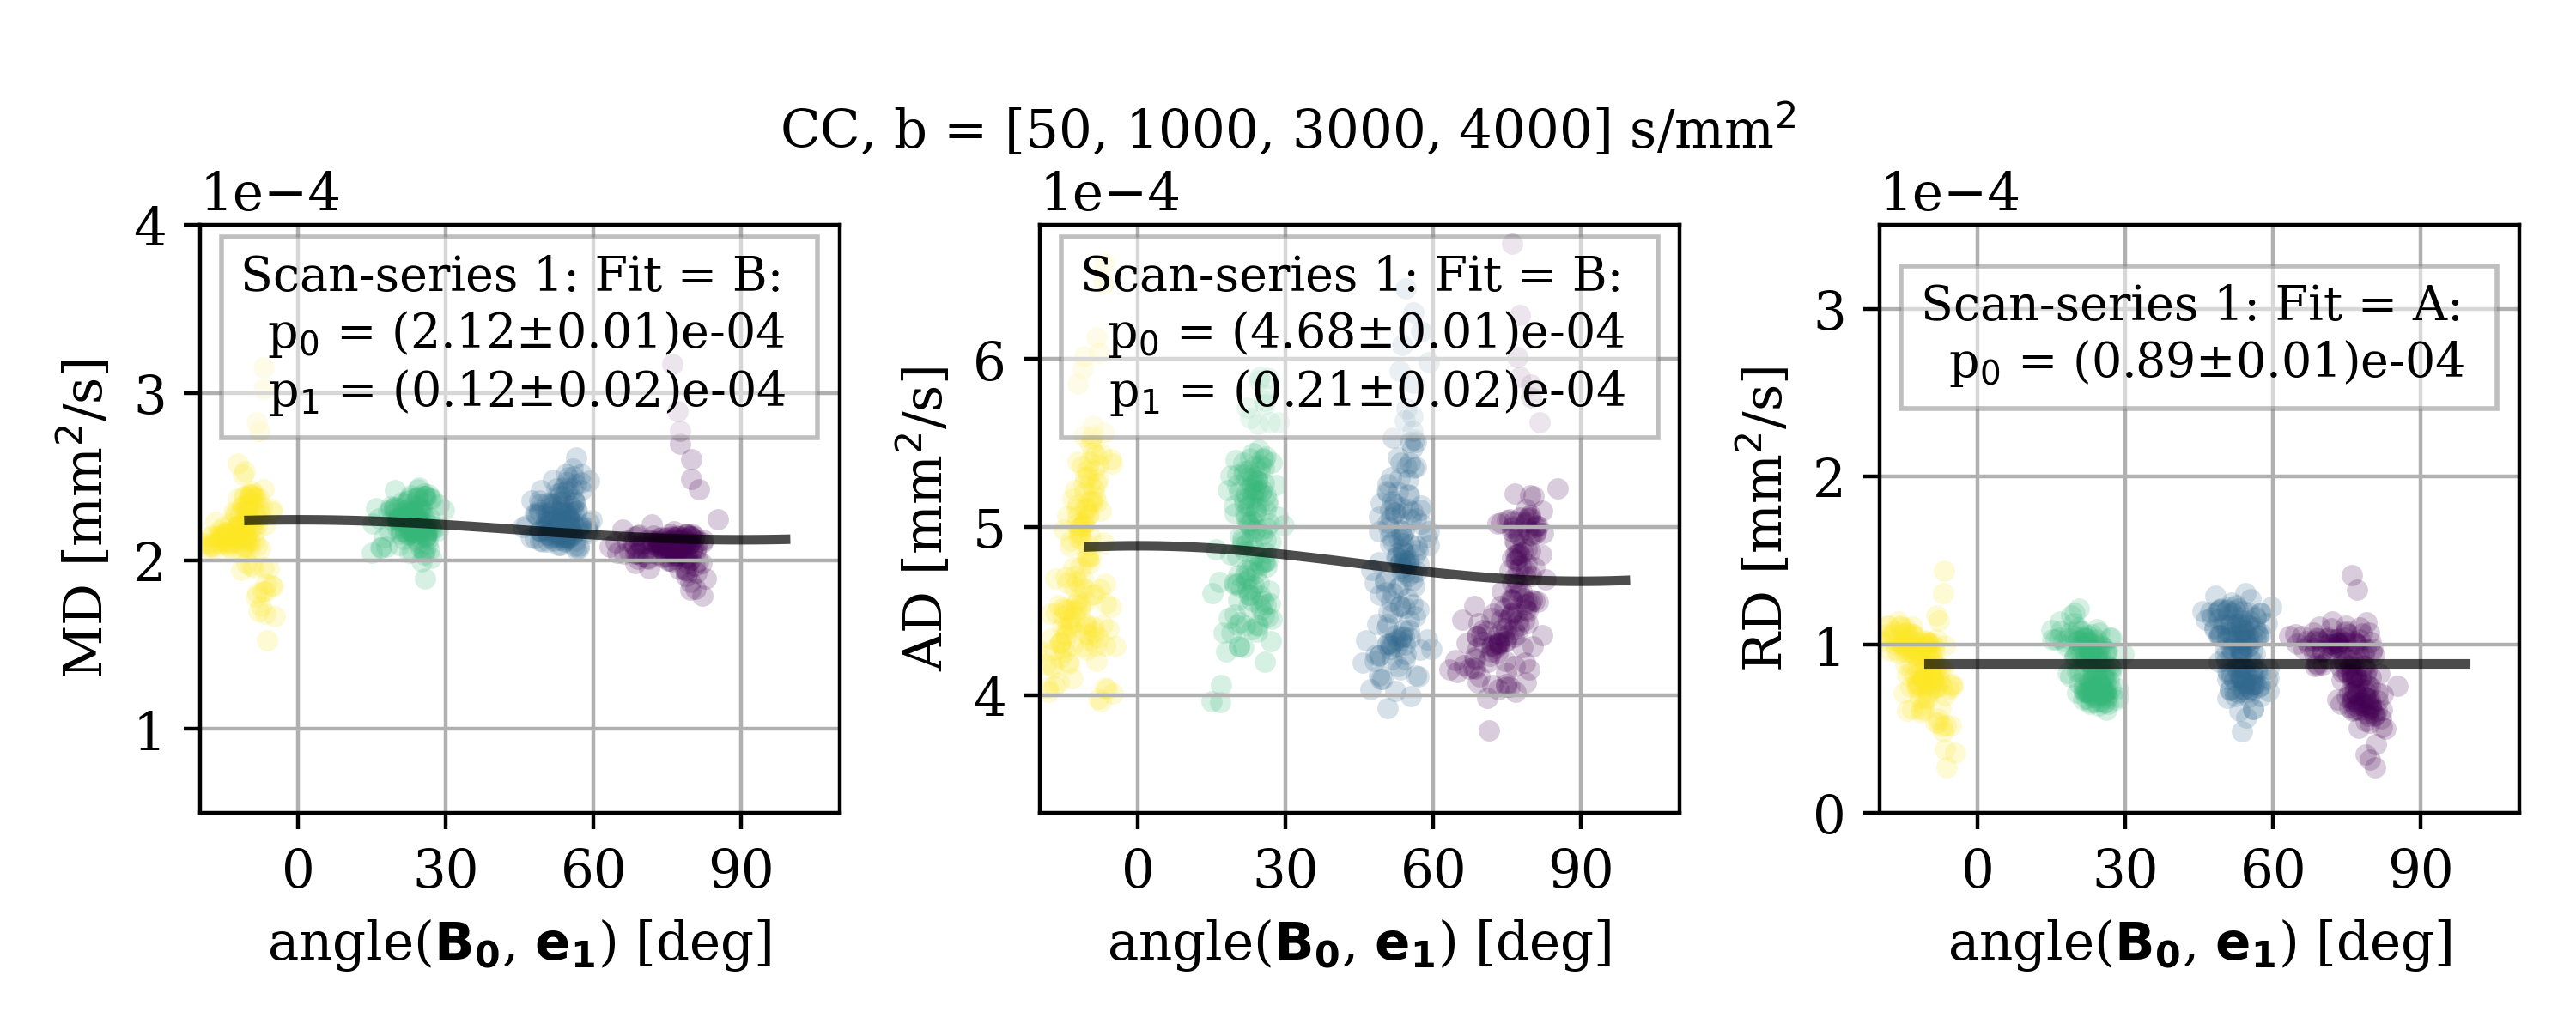 CC, b = [50, 1000, 3000, 4000] s/mm²
1e−4
4
3
2
1
MD [mm²/s]
Scan-series 1: Fit = B:
p₀ = (2.12±0.01)e-04
p₁ = (0.12±0.02)e-04
0 30 60 90
angle(B₀, e₁) [deg]
1e−4
6
5
4
AD [mm²/s]
Scan-series 1: Fit = B:
p₀ = (4.68±0.01)e-04
p₁ = (0.21±0.02)e-04
0 30 60 90
angle(B₀, e₁) [deg]
1e−4
3
2
1
0
RD [mm²/s]
Scan-series 1: Fit = A:
p₀ = (0.89±0.01)e-04
0 30 60 90
angle(B₀, e₁) [deg]